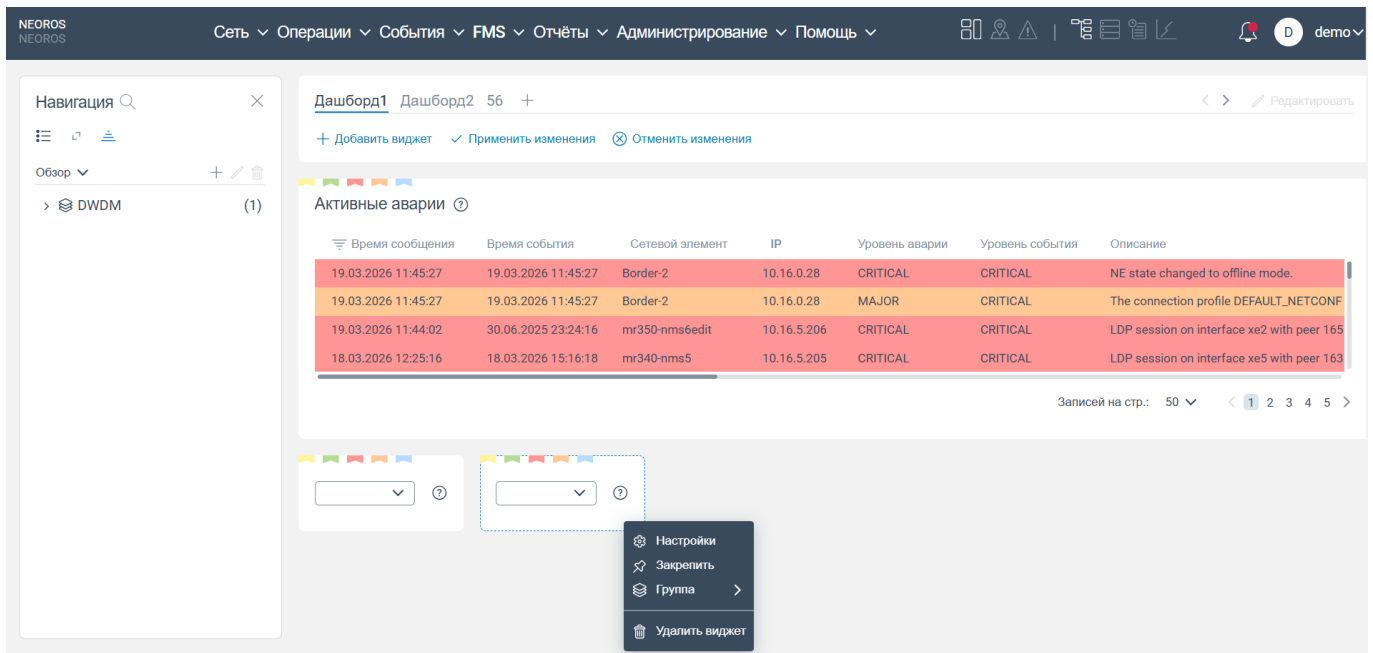 NEOROS
NEOROS
Сеть Операции События FMS Отчёты Администрирование Помощь
D demo
Навигация
Обзор
DWDM (1)
Дашборд1 Дашборд2 56 +
Редактировать
+ Добавить виджет Применить изменения Отменить изменения
Активные аварии ?
Время сообщения Время события Сетевой элемент IP Уровень аварии Уровень события Описание
19.03.2026 11:45:27 19.03.2026 11:45:27 Border-2 10.16.0.28 CRITICAL CRITICAL NE state changed to offline mode.
19.03.2026 11:45:27 19.03.2026 11:45:27 Border-2 10.16.0.28 MAJOR CRITICAL The connection profile DEFAULT_NETCONF
19.03.2026 11:44:02 30.06.2025 23:24:16 mr350-nms6edit 10.16.5.206 CRITICAL CRITICAL LDP session on interface xe2 with peer 165
18.03.2026 12:25:16 18.03.2026 15:16:18 mr340-nms5 10.16.5.205 CRITICAL CRITICAL LDP session on interface xe5 with peer 163
Записей на стр.: 50 < 1 2 3 4 5 >
? ?
Настройки
Закрепить
Группа
Удалить виджет